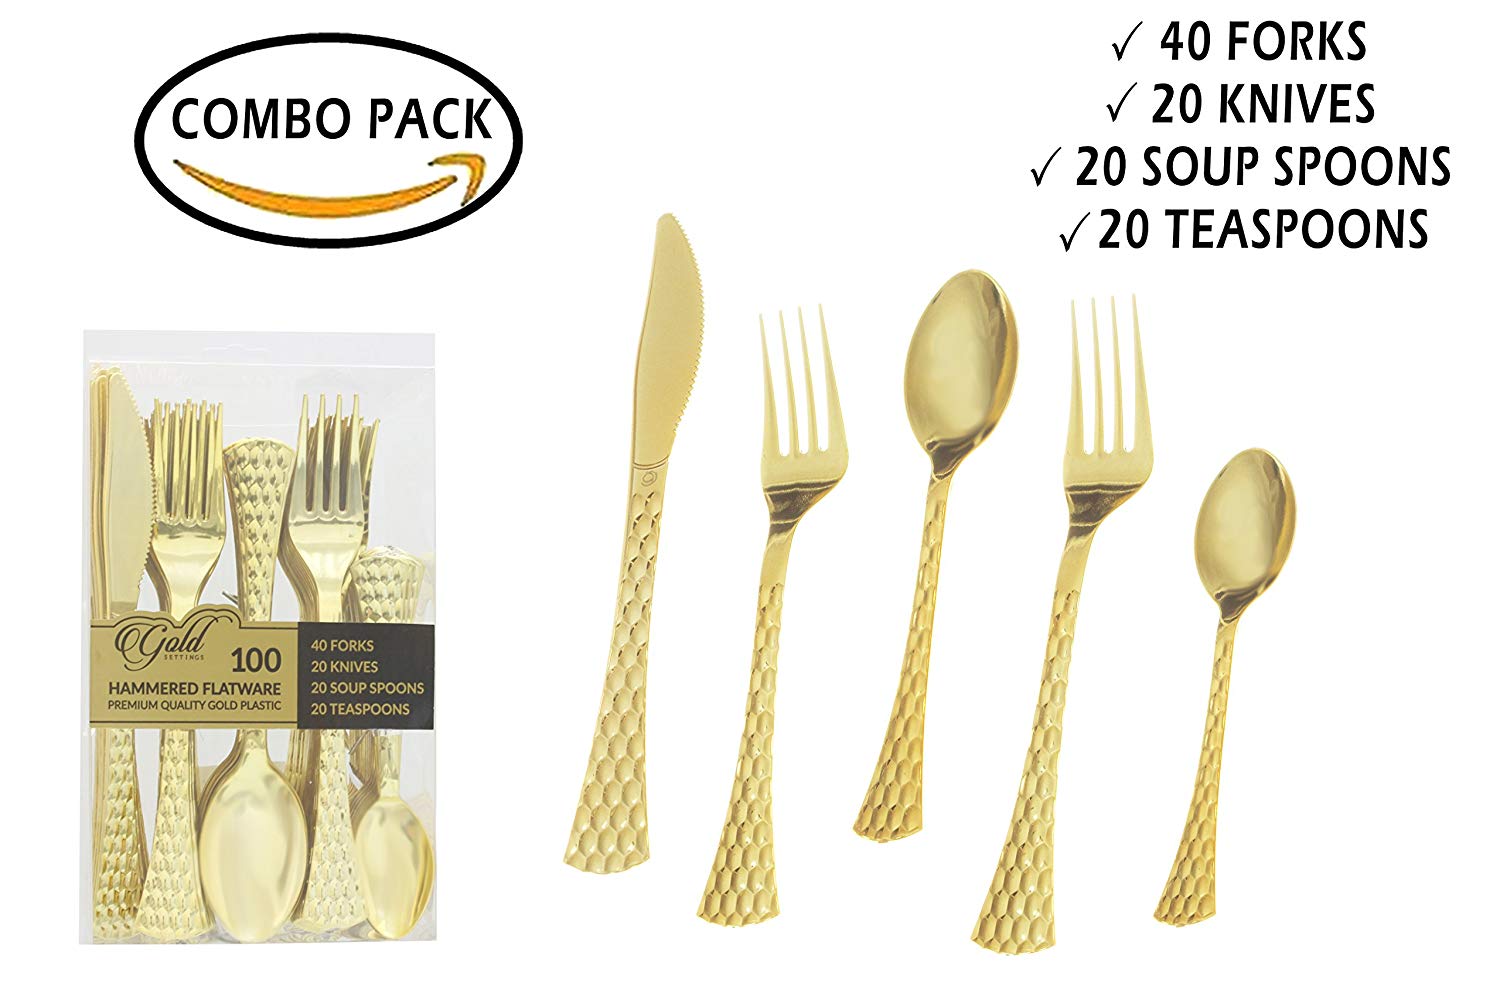 COMBO PACK
✓ 40 FORKS
✓ 20 KNIVES
✓ 20 SOUP SPOONS
✓ 20 TEASPOONS
Gold
SETTINGS
100
HAMMERED FLATWARE
PREMIUM QUALITY GOLD PLASTIC
40 FORKS
20 KNIVES
20 SOUP SPOONS
20 TEASPOONS